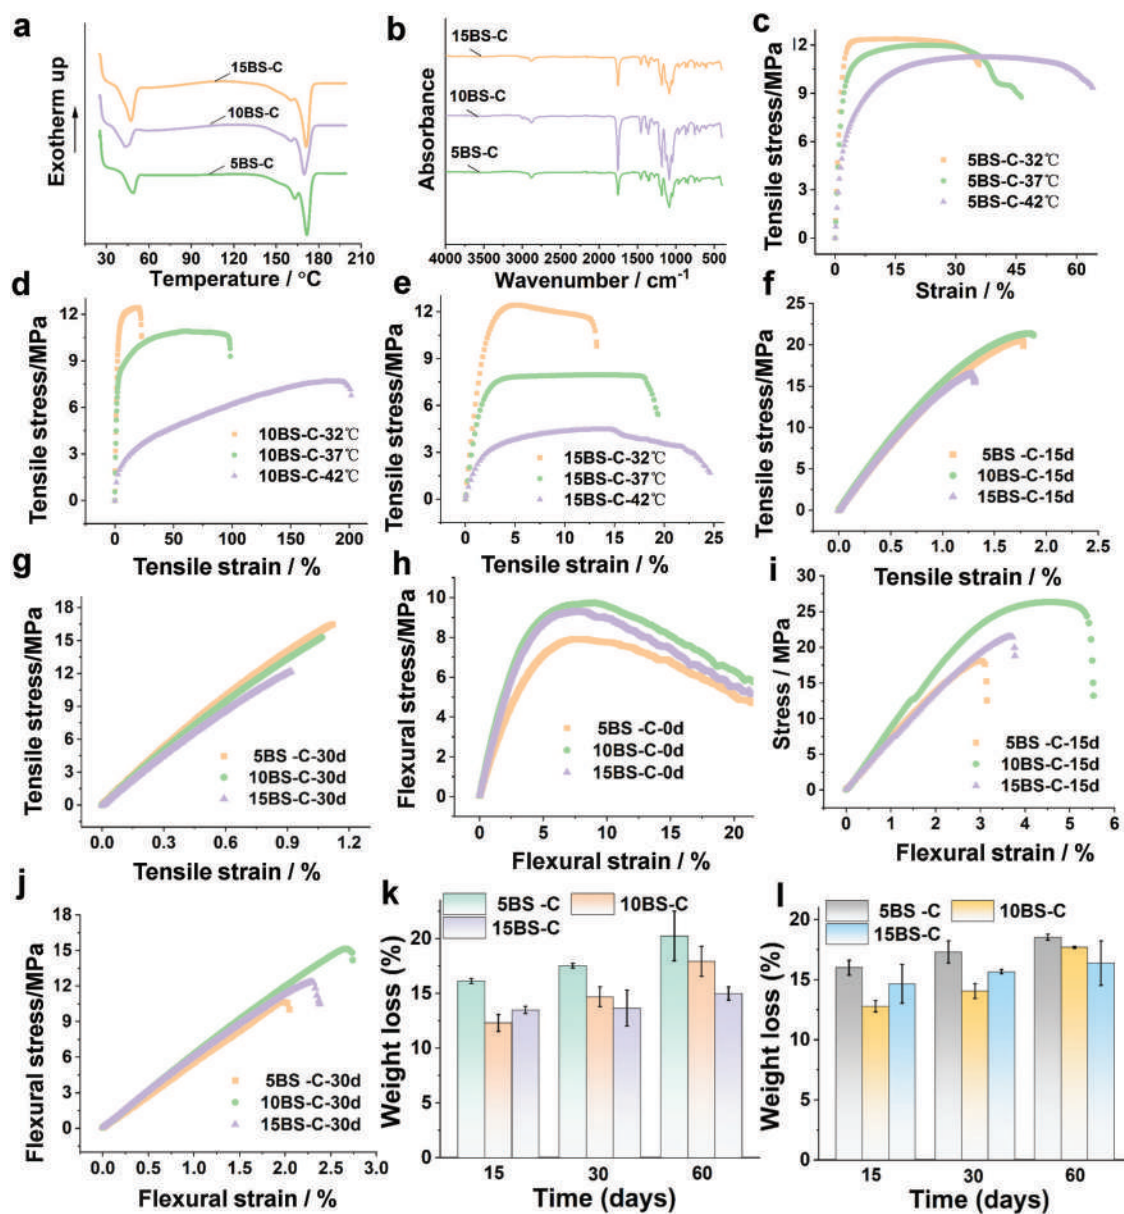 a
Exotherm up
15BS-C
10BS-C
5BS-C
30 60 90 120 150 180 200
Temperature / °C
b
Absorbance
15BS-C
10BS-C
5BS-C
4000 3500 3000 2500 2000 1500 1000 500
Wavenumber / cm-1
c
Tensile stress/MPa
12
9
6
3
0
5BS-C-32℃
5BS-C-37℃
5BS-C-42℃
0 15 30 45 60
Strain / %
d
Tensile stress/MPa
12
9
6
3
0
10BS-C-32℃
10BS-C-37℃
10BS-C-42℃
0 50 100 150 200
Tensile strain / %
e
Tensile stress/MPa
12
9
6
3
0
15BS-C-32℃
15BS-C-37℃
15BS-C-42℃
0 5 10 15 20 25
Tensile strain / %
f
Tensile stress/MPa
25
20
15
10
5
0
5BS -C-15d
10BS-C-15d
15BS-C-15d
0.0 0.5 1.0 1.5 2.0 2.5
Tensile strain / %
g
Tensile stress/MPa
18
15
12
9
6
3
0
5BS -C-30d
10BS-C-30d
15BS-C-30d
0.0 0.3 0.6 0.9 1.2
Tensile strain / %
h
Flexural stress/MPa
10
8
6
4
2
0
5BS -C-0d
10BS-C-0d
15BS-C-0d
0 5 10 15 20
Flexural strain / %
i
Stress / MPa
30
25
20
15
10
5
0
5BS -C-15d
10BS-C-15d
15BS-C-15d
0 1 2 3 4 5 6
Flexural strain / %
j
Flexural stress/MPa
18
15
12
9
6
3
0
5BS -C-30d
10BS-C-30d
15BS-C-30d
0.0 0.5 1.0 1.5 2.0 2.5 3.0
Flexural strain / %
k
Weight loss (%)
20
15
10
5
0
5BS -C 10BS-C
15BS-C
15 30 60
Time (days)
l
Weight loss (%)
20
15
10
5
0
5BS -C 10BS-C
15BS-C
15 30 60
Time (days)